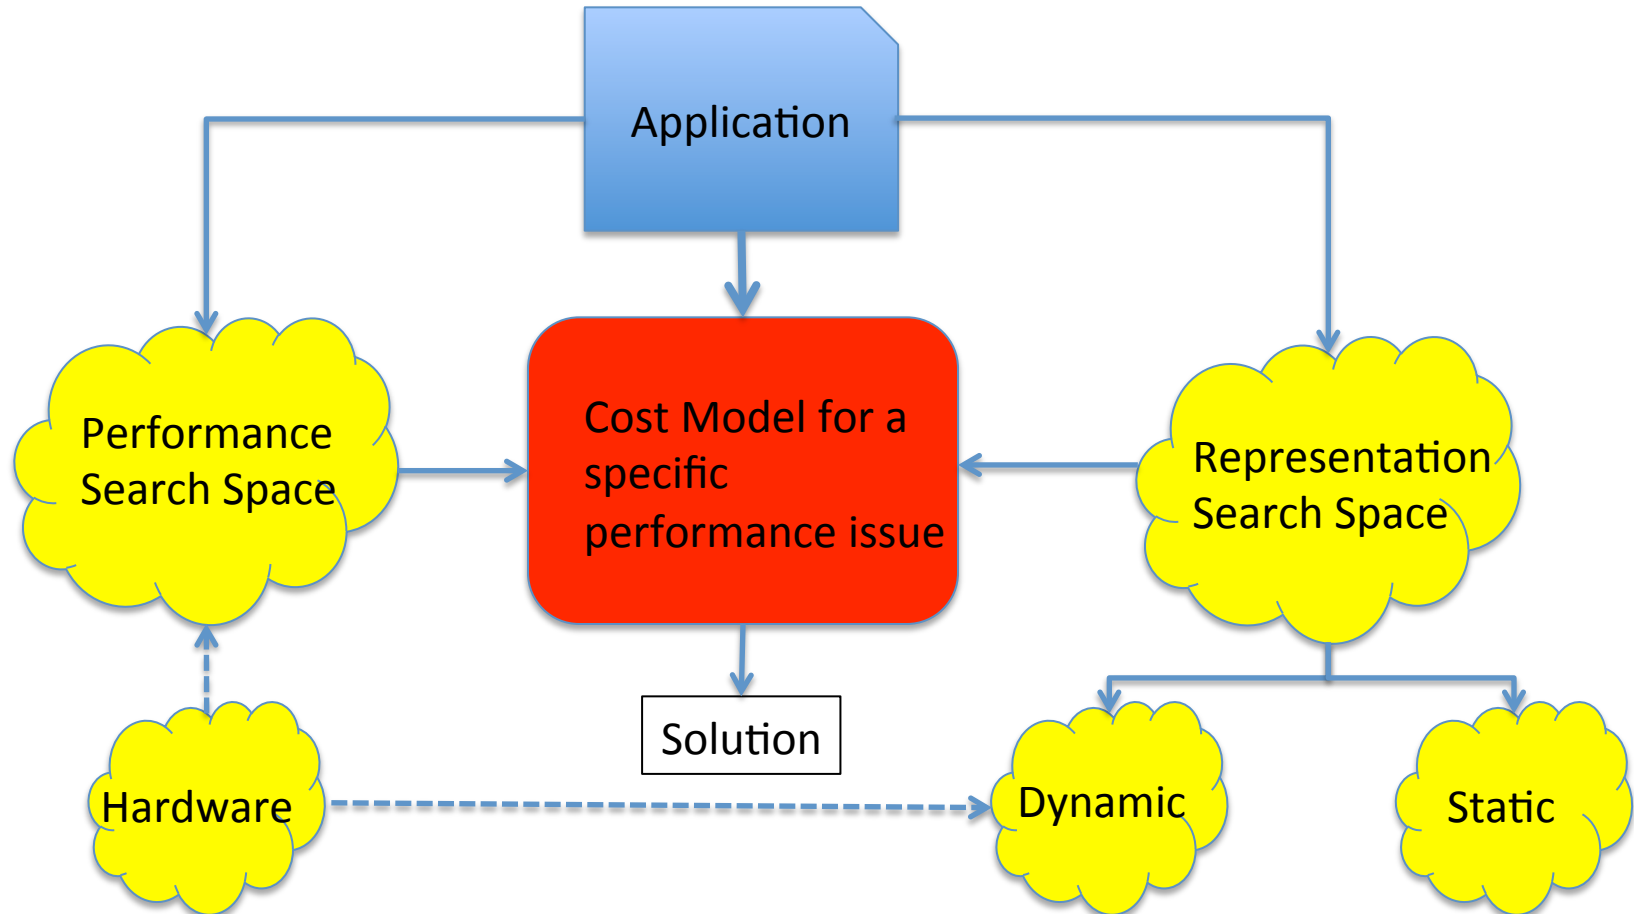 Application
Performance
Search Space
Cost Model for a
specific
performance issue
Representation
Search Space
Solution
Hardware
Dynamic
Static